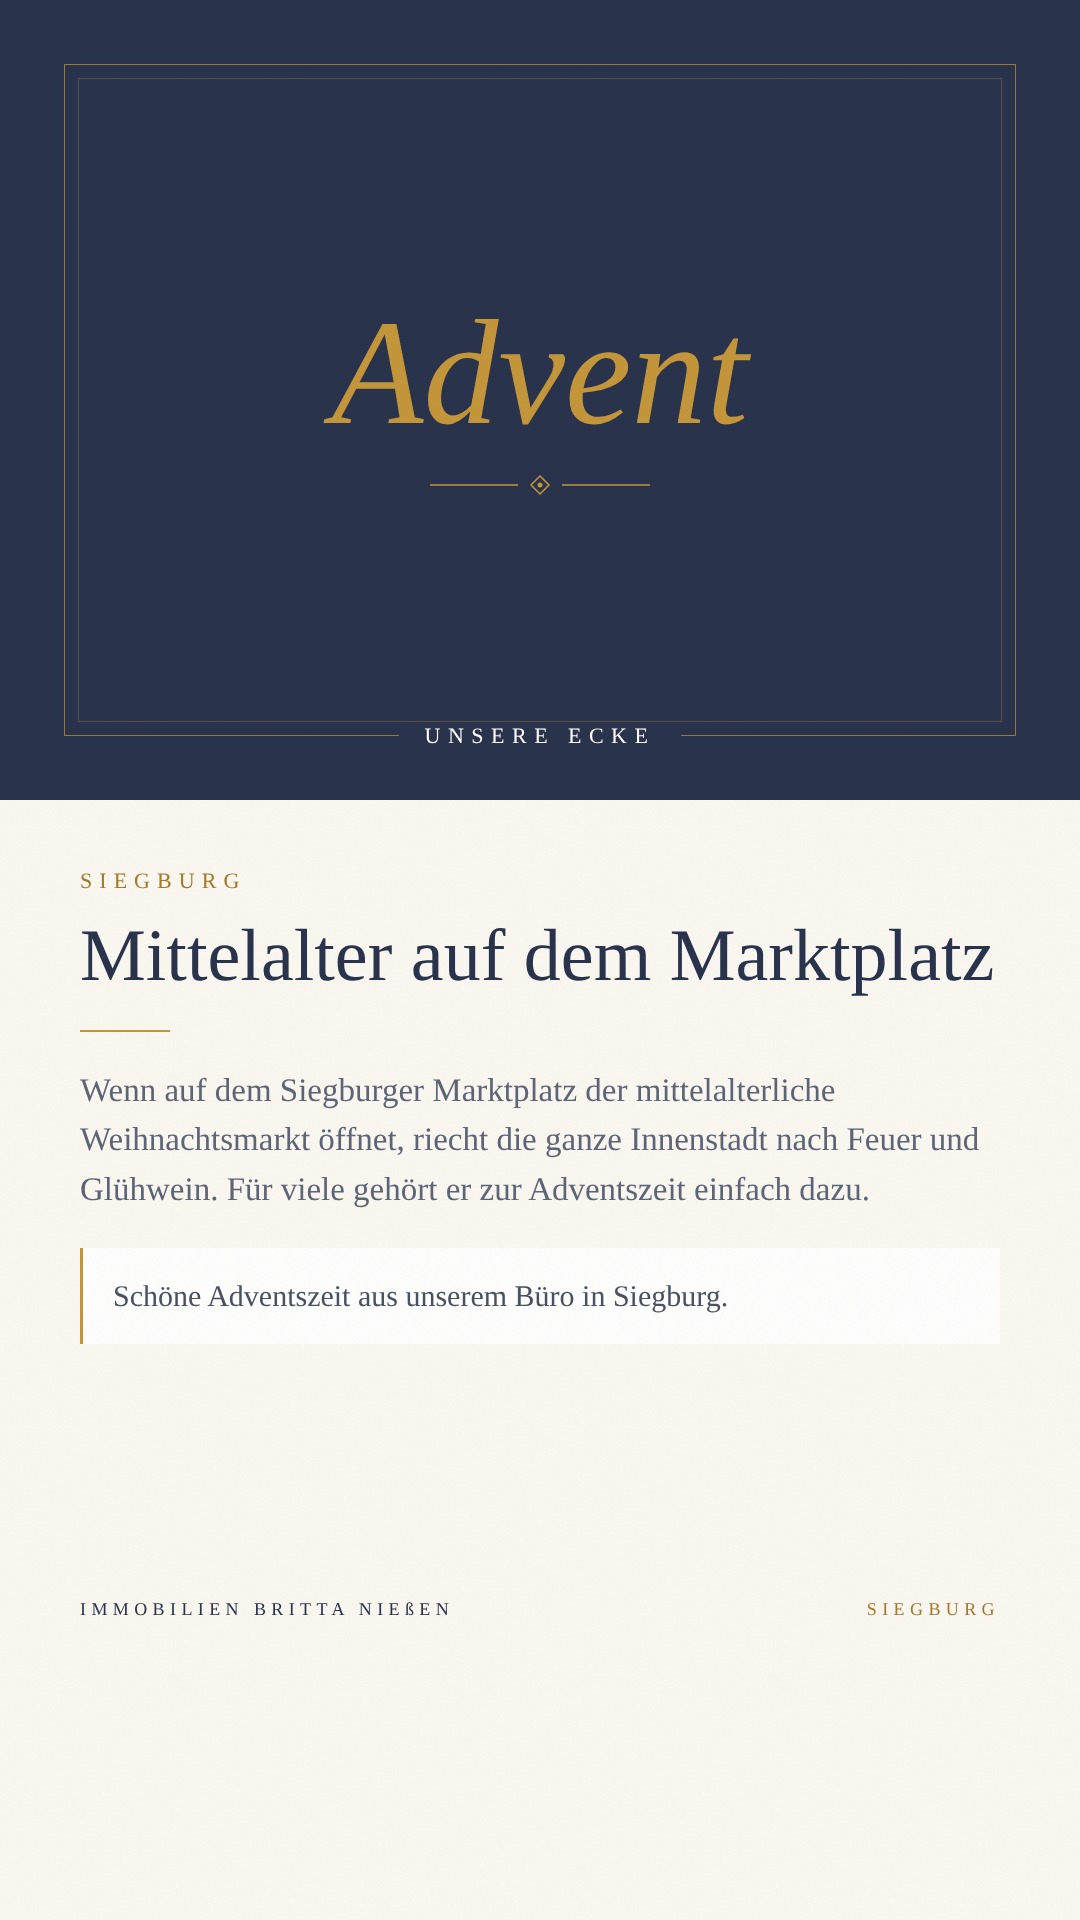 Advent
UNSERE ECKE
SIEGBURG
Mittelalter auf dem Marktplatz
Wenn auf dem Siegburger Marktplatz der mittelalterliche
Weihnachtsmarkt öffnet, riecht die ganze Innenstadt nach Feuer und
Glühwein. Für viele gehört er zur Adventszeit einfach dazu.
Schöne Adventszeit aus unserem Büro in Siegburg.
IMMOBILIEN BRITTA NIEßEN
SIEGBURG